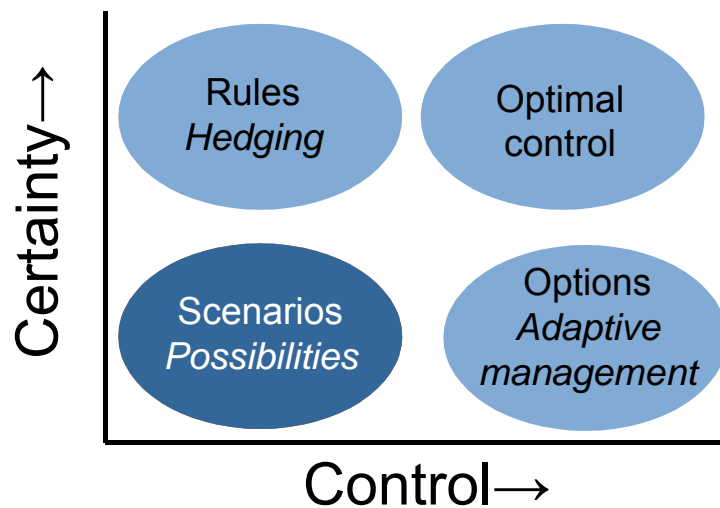 Certainty→
Rules
Hedging
Optimal
control
Scenarios
Possibilities
Options
Adaptive
management
Control→